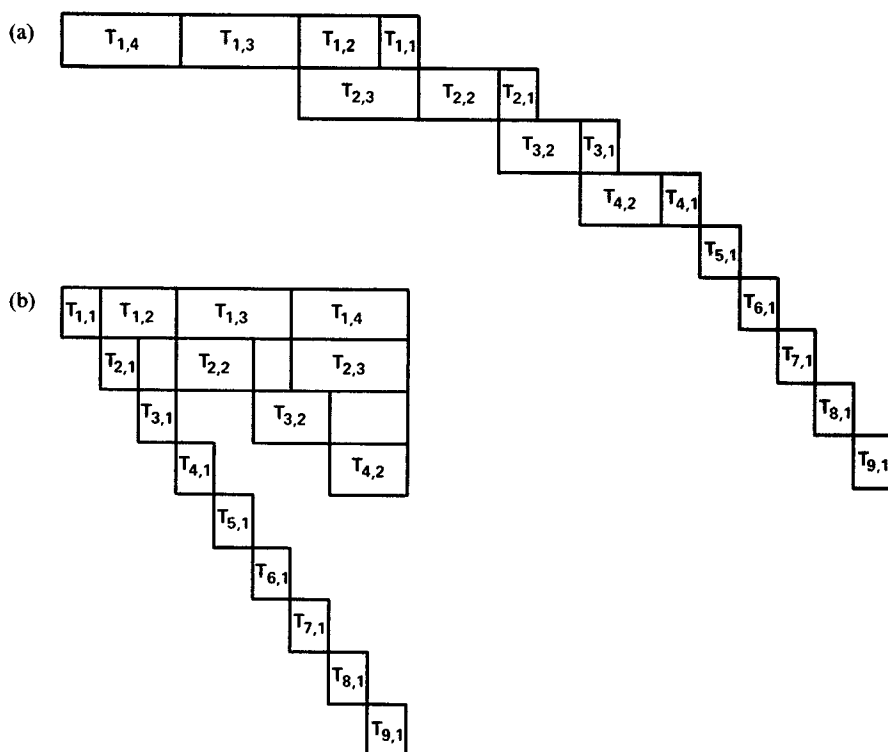 (a)
T1,4 T1,3 T1,2 T1,1
T2,3 T2,2 T2,1
T3,2 T3,1
T4,2 T4,1
T5,1
T6,1
T7,1
T8,1
T9,1
(b)
T1,1 T1,2 T1,3 T1,4
T2,1 T2,2 T2,3
T3,1 T3,2
T4,1 T4,2
T5,1
T6,1
T7,1
T8,1
T9,1